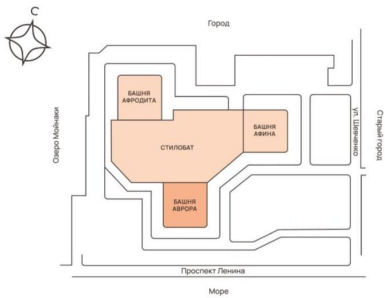 С
Город
БАШНЯ
АФРОДИТА
БАШНЯ
АФИНА
СТИЛОБАТ
БАШНЯ
АВРОРА
Озеро Мойнаки
ул. Шевченко
Старый город
Проспект Ленина
Море